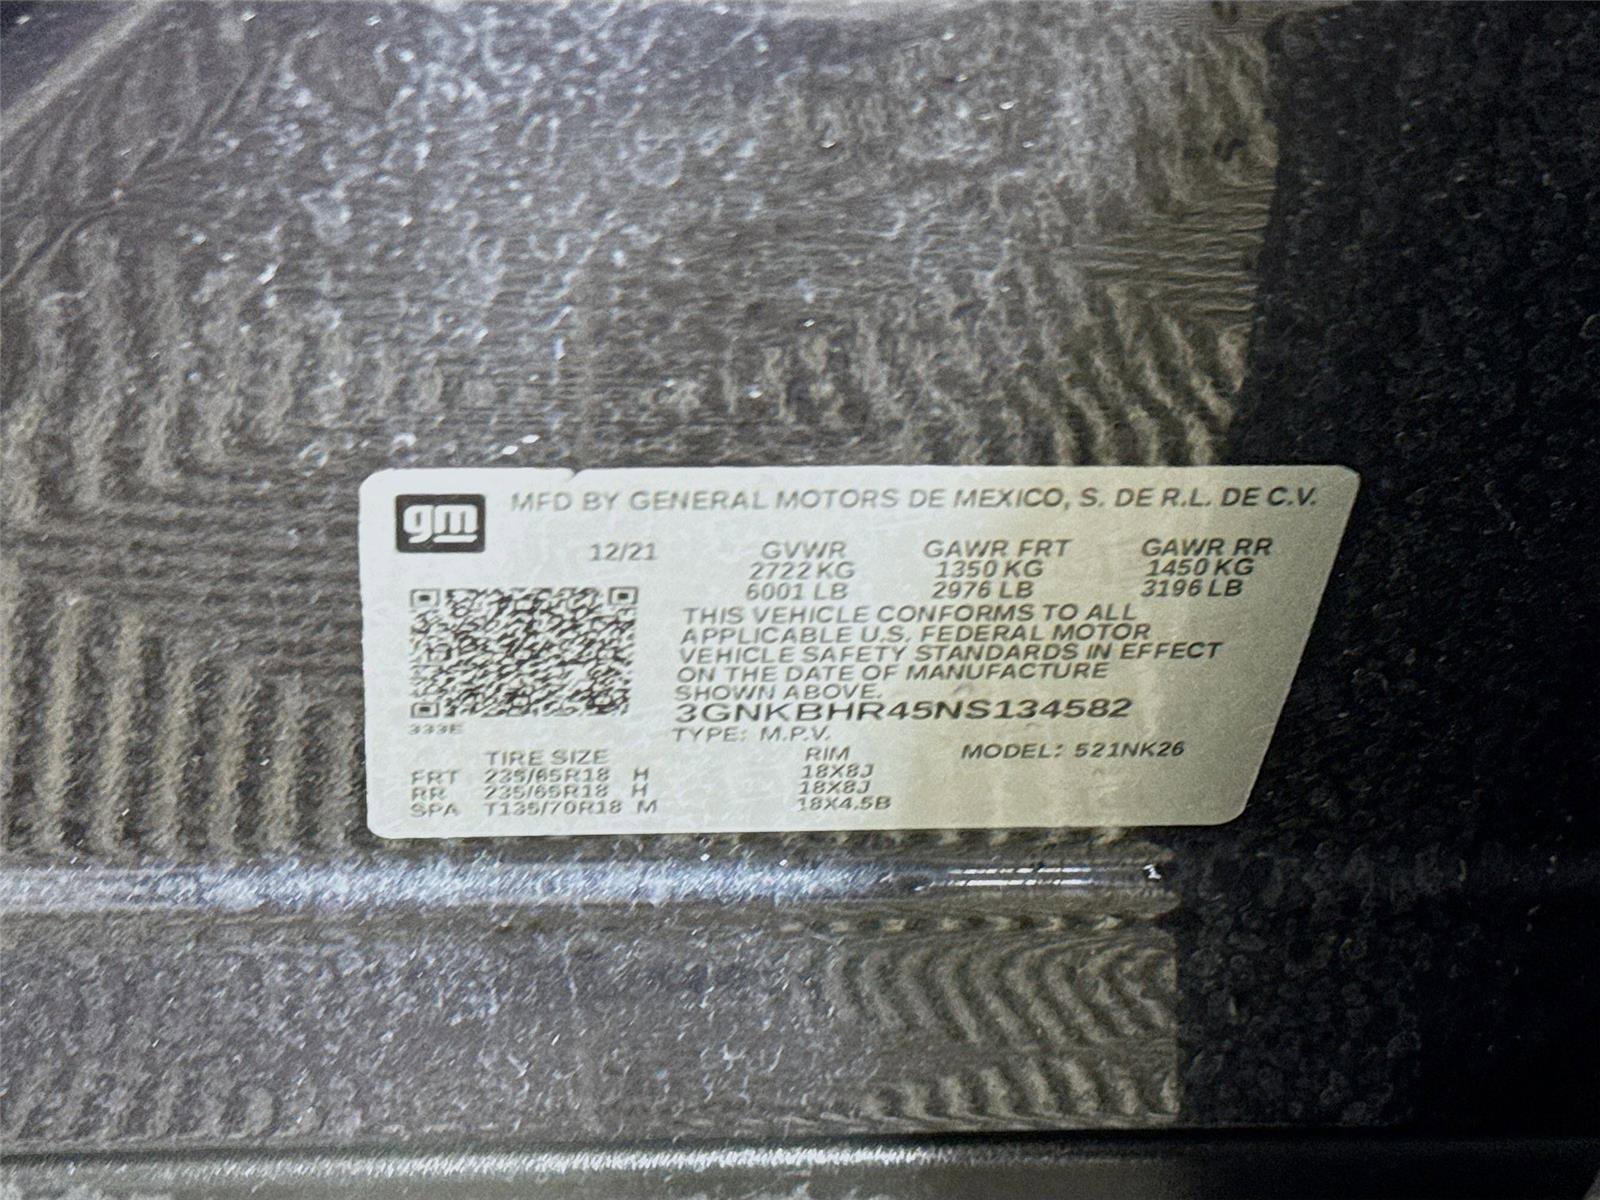 gm
MFD BY GENERAL MOTORS DE MEXICO, S. DE R.L. DE C.V.
12/21 GVWR GAWR FRT GAWR RR
2722 KG 1350 KG 1450 KG
6001 LB 2976 LB 3196 LB
THIS VEHICLE CONFORMS TO ALL
APPLICABLE U.S. FEDERAL MOTOR
VEHICLE SAFETY STANDARDS IN EFFECT
ON THE DATE OF MANUFACTURE
SHOWN ABOVE.
3GNKBHR45NS134582
333E
TYPE: M.P.V.
TIRE SIZE RIM MODEL: 521NK26
FRT 235/65R18 H 18X8J
RR 235/65R18 H 18X8J
SPA T135/70R18 M 18X4.5B